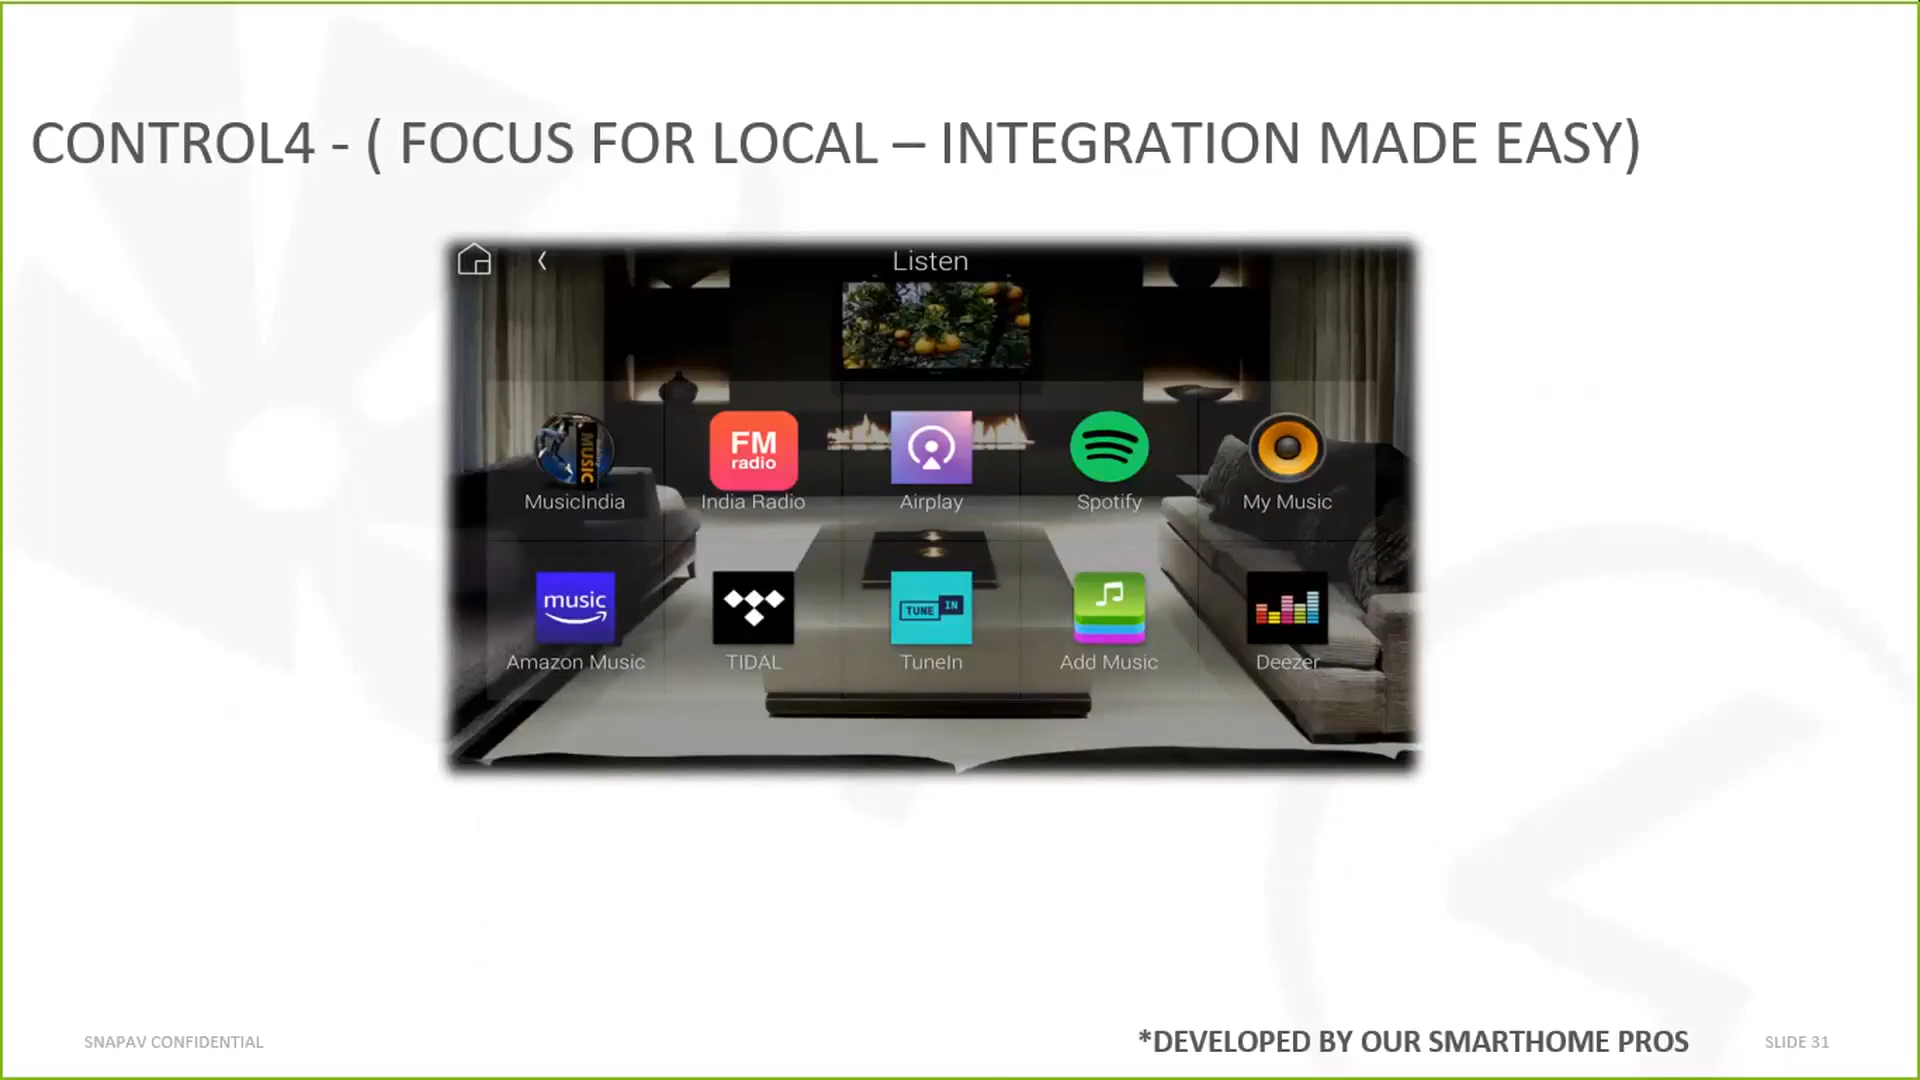 CONTROL4 - ( FOCUS FOR LOCAL – INTEGRATION MADE EASY)
Listen
MUSIC
FM
radio
MusicIndia
India Radio
Airplay
Spotify
My Music
music
TUNE IN
Amazon Music
TIDAL
TuneIn
Add Music
Deezer
SNAPAV CONFIDENTIAL
*DEVELOPED BY OUR SMARTHOME PROS
SLIDE 31